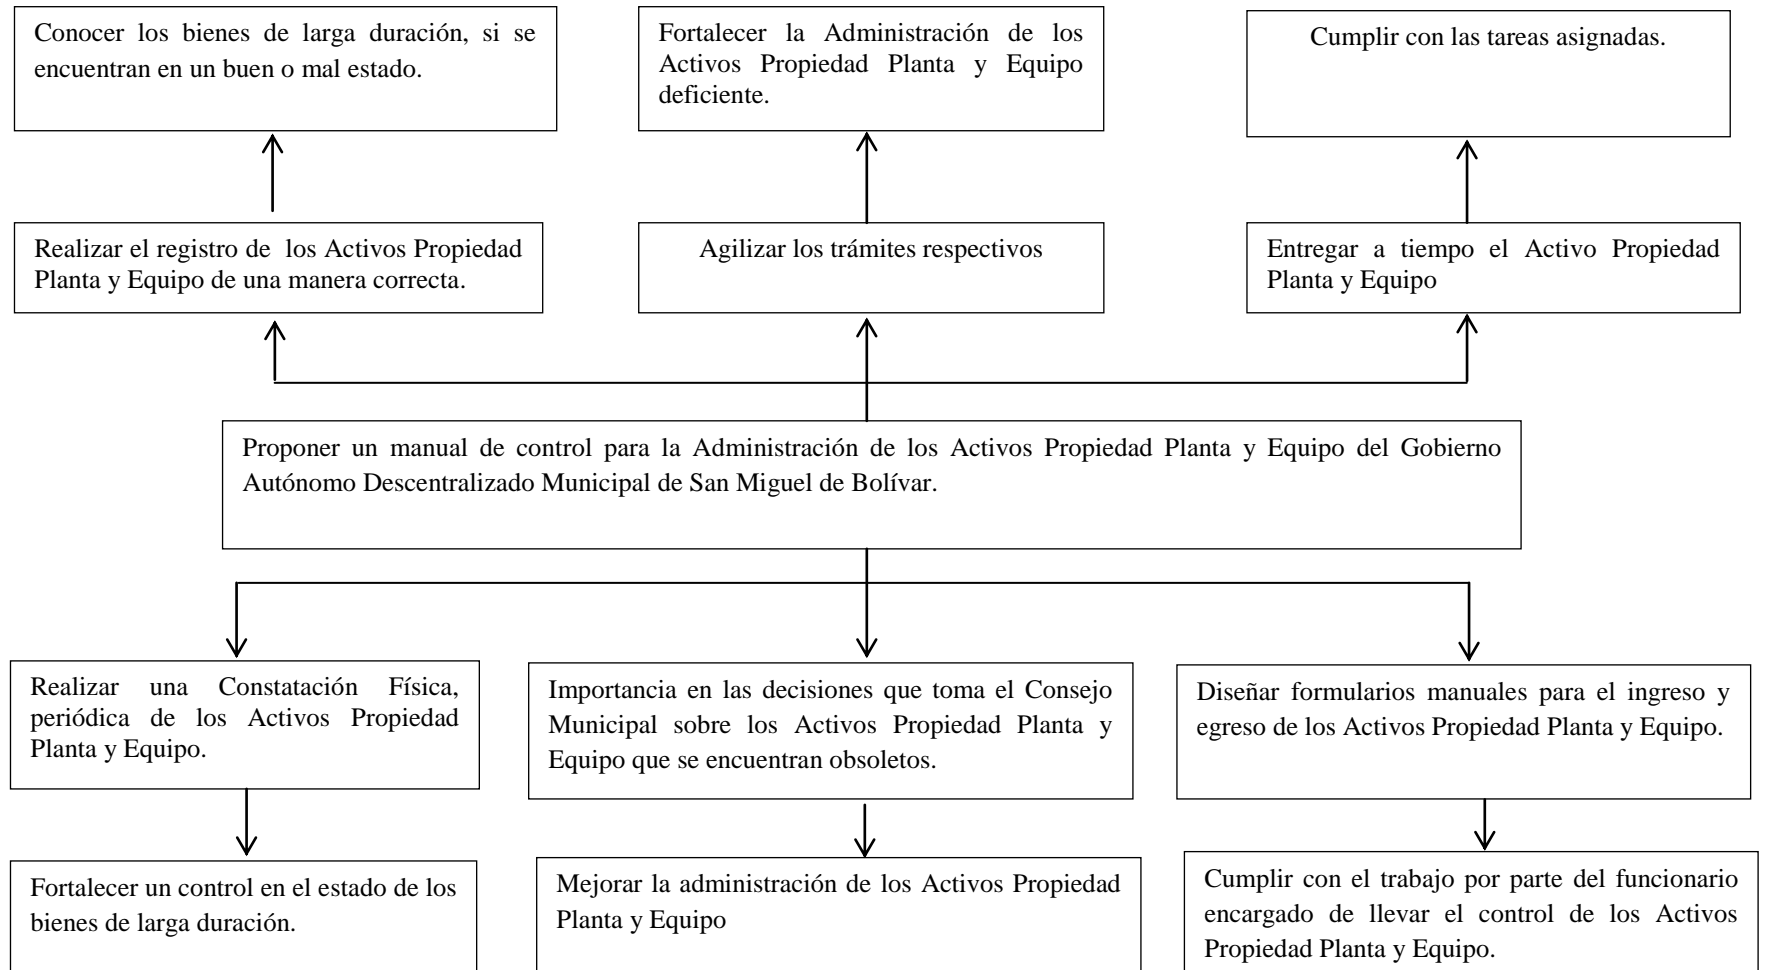 Conocer los bienes de larga duración, si se
encuentran en un buen o mal estado.
Fortalecer la Administración de los
Activos Propiedad Planta y Equipo
deficiente.
Cumplir con las tareas asignadas.
Realizar el registro de los Activos Propiedad
Planta y Equipo de una manera correcta.
Agilizar los trámites respectivos
Entregar a tiempo el Activo Propiedad
Planta y Equipo
Proponer un manual de control para la Administración de los Activos Propiedad Planta y Equipo del Gobierno
Autónomo Descentralizado Municipal de San Miguel de Bolívar.
Realizar una Constatación Física,
periódica de los Activos Propiedad
Planta y Equipo.
Importancia en las decisiones que toma el Consejo
Municipal sobre los Activos Propiedad Planta y
Equipo que se encuentran obsoletos.
Diseñar formularios manuales para el ingreso y
egreso de los Activos Propiedad Planta y Equipo.
Fortalecer un control en el estado de los
bienes de larga duración.
Mejorar la administración de los Activos Propiedad
Planta y Equipo
Cumplir con el trabajo por parte del funcionario
encargado de llevar el control de los Activos
Propiedad Planta y Equipo.